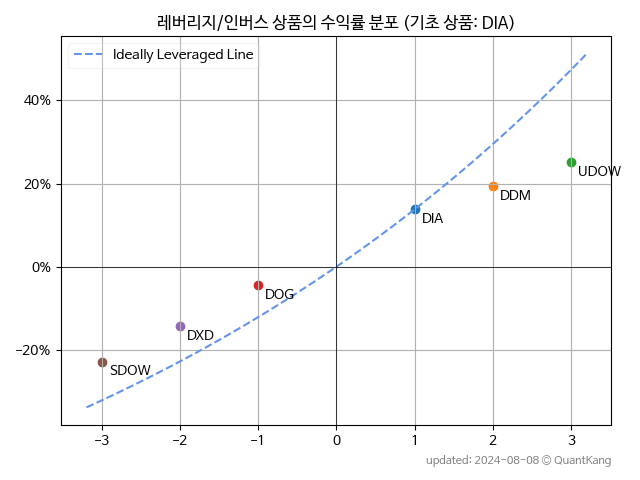 레버리지/인버스 상품의 수익률 분포 (기초 상품: DIA)
Ideally Leveraged Line
40%
20%
0%
−20%
UDOW
DDM
DIA
DOG
DXD
SDOW
−3 −2 −1 0 1 2 3
updated: 2024-08-08 © QuantKang